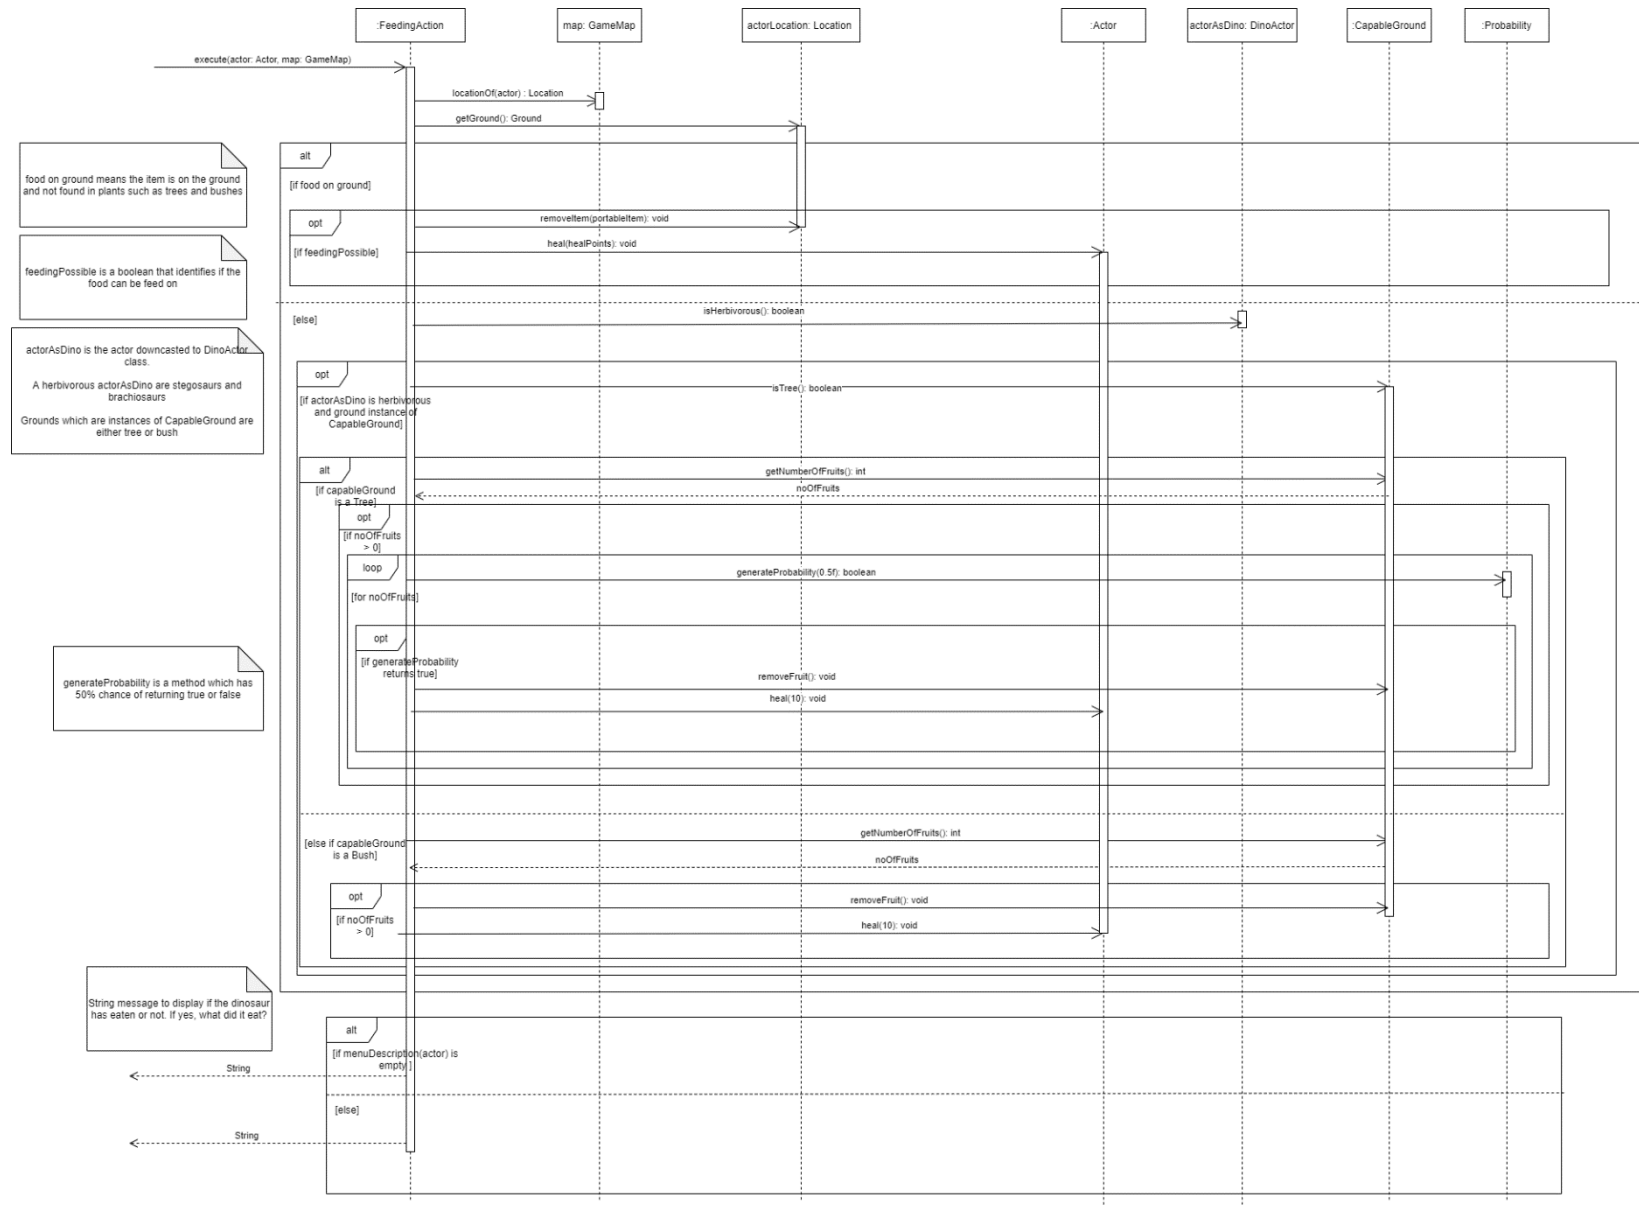 :FeedingAction
map: GameMap
actorLocation: Location
:Actor
actorAsDino: DinoActor
:CapableGround
:Probability
execute(actor: Actor, map: GameMap)
locationOf(actor) : Location
getGround(): Ground
alt
[if food on ground]
food on ground means the item is on the ground
and not found in plants such as trees and bushes
opt
removeItem(portableItem): void
[if feedingPossible]
heal(healPoints): void
feedingPossible is a boolean that identifies if the
food can be feed on
[else]
isHerbivorous(): boolean
actorAsDino is the actor downcasted to DinoActor
class.
A herbivorous actorAsDino are stegosaurs and
brachiosaurs
Grounds which are instances of CapableGround are
either tree or bush
opt
isTree(): boolean
[if actorAsDino is herbivorous
and ground instance of
CapableGround]
alt
getNumberOfFruits(): int
[if capableGround
is a Tree]
noOfFruits
opt
[if noOfFruits
> 0]
loop
generateProbability(0.5f): boolean
[for noOfFruits]
opt
[if generateProbability
returns true]
generateProbability is a method which has
50% chance of returning true or false
removeFruit(): void
heal(10): void
[else if capableGround
is a Bush]
getNumberOfFruits(): int
noOfFruits
opt
removeFruit(): void
[if noOfFruits
> 0]
heal(10): void
String message to display if the dinosaur
has eaten or not. If yes, what did it eat?
alt
[if menuDescription(actor) is
empty ]
String
[else]
String